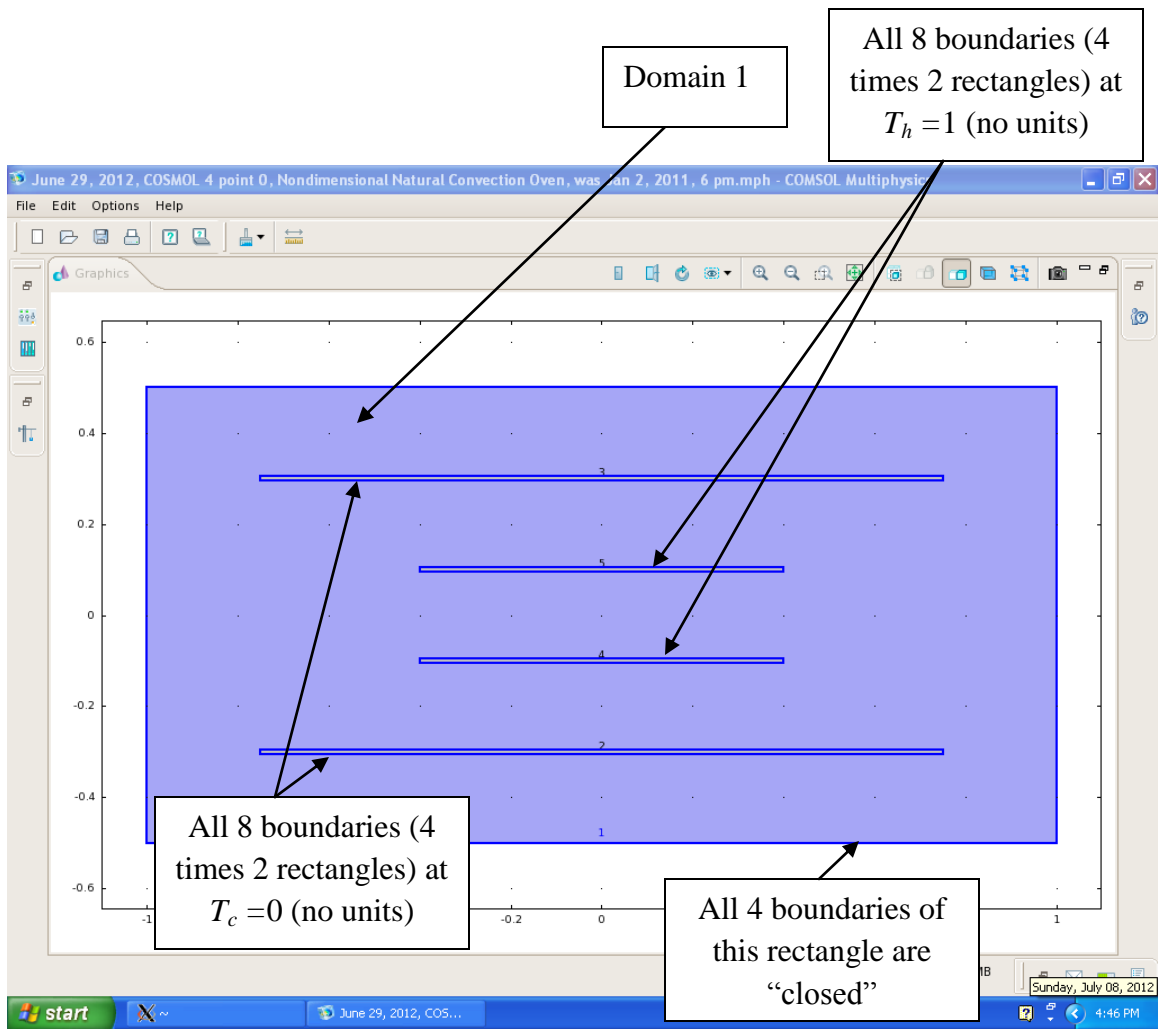 Domain 1
All 8 boundaries (4
times 2 rectangles) at
Th =1 (no units)
June 29, 2012, COSMOL 4 point 0, Nondimensional Natural Convection Oven, was Jan 2, 2011, 6 pm.mph - COMSOL Multiphysics
File Edit Options Help
Graphics
0.6
0.4
3
0.2
5
0
4
-0.2
2
-0.4
1
-0.6
-1 -0.2 0 1
All 8 boundaries (4
times 2 rectangles) at
Tc =0 (no units)
All 4 boundaries of
this rectangle are
“closed”
MB
Sunday, July 08, 2012
start
X ~
June 29, 2012, COS...
4:46 PM